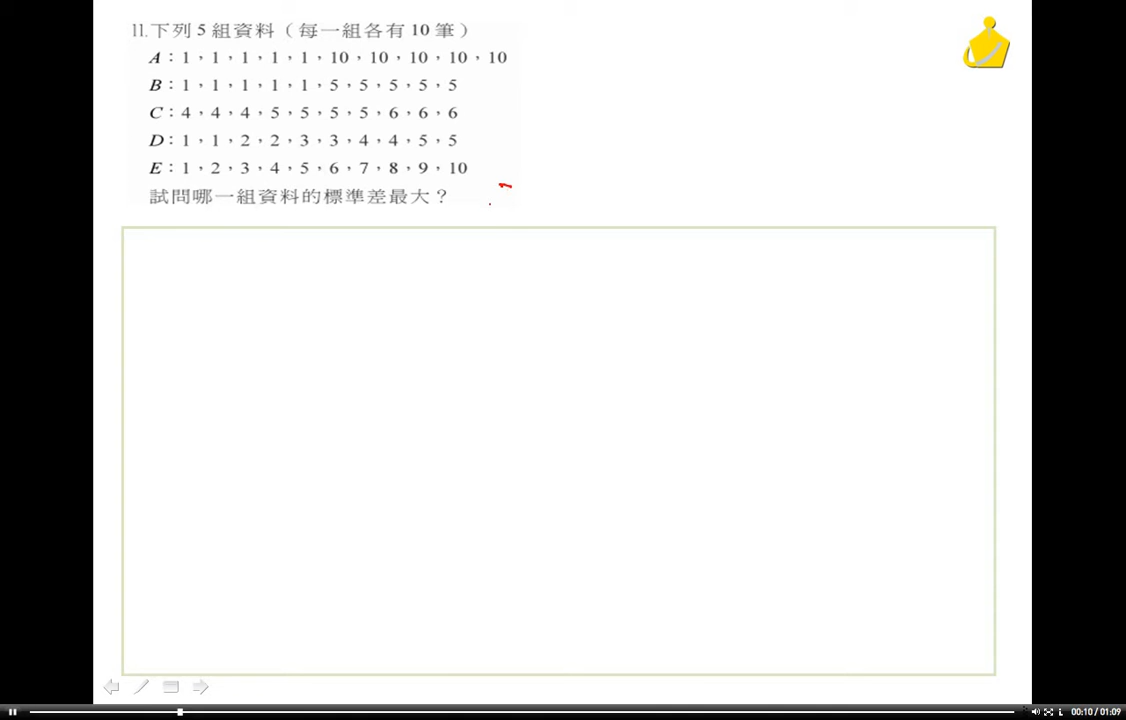 11.下列 5 組資料（每一組各有 10 筆）
A：1，1，1，1，1，10，10，10，10，10
B：1，1，1，1，1，5，5，5，5，5
C：4，4，4，5，5，5，5，6，6，6
D：1，1，2，2，3，3，4，4，5，5
E：1，2，3，4，5，6，7，8，9，10
試問哪一組資料的標準差最大？
00:10 / 01:09